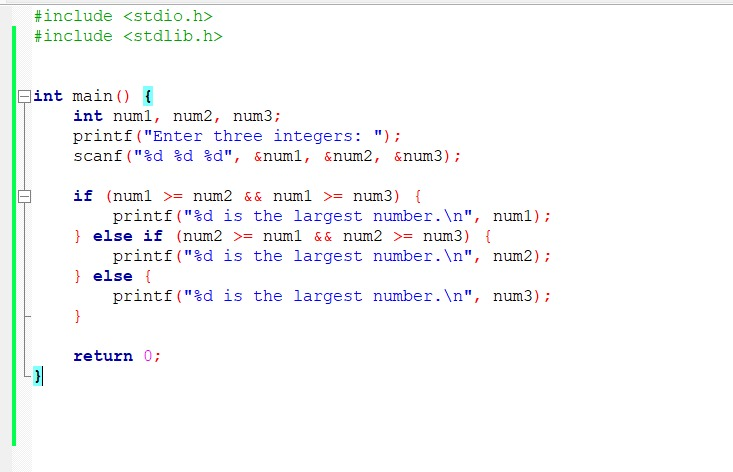 #include <stdio.h>
#include <stdlib.h>
int main() {
    int num1, num2, num3;
    printf("Enter three integers: ");
    scanf("%d %d %d", &num1, &num2, &num3);
    if (num1 >= num2 && num1 >= num3) {
        printf("%d is the largest number.\n", num1);
    } else if (num2 >= num1 && num2 >= num3) {
        printf("%d is the largest number.\n", num2);
    } else {
        printf("%d is the largest number.\n", num3);
    }
    return 0;
}